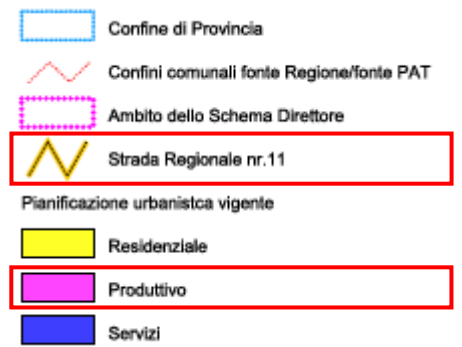 Confine di Provincia
Confini comunali fonte Regione/fonte PAT
Ambito dello Schema Direttore
Strada Regionale nr.11
Pianificazione urbanistca vigente
Residenziale
Produttivo
Servizi